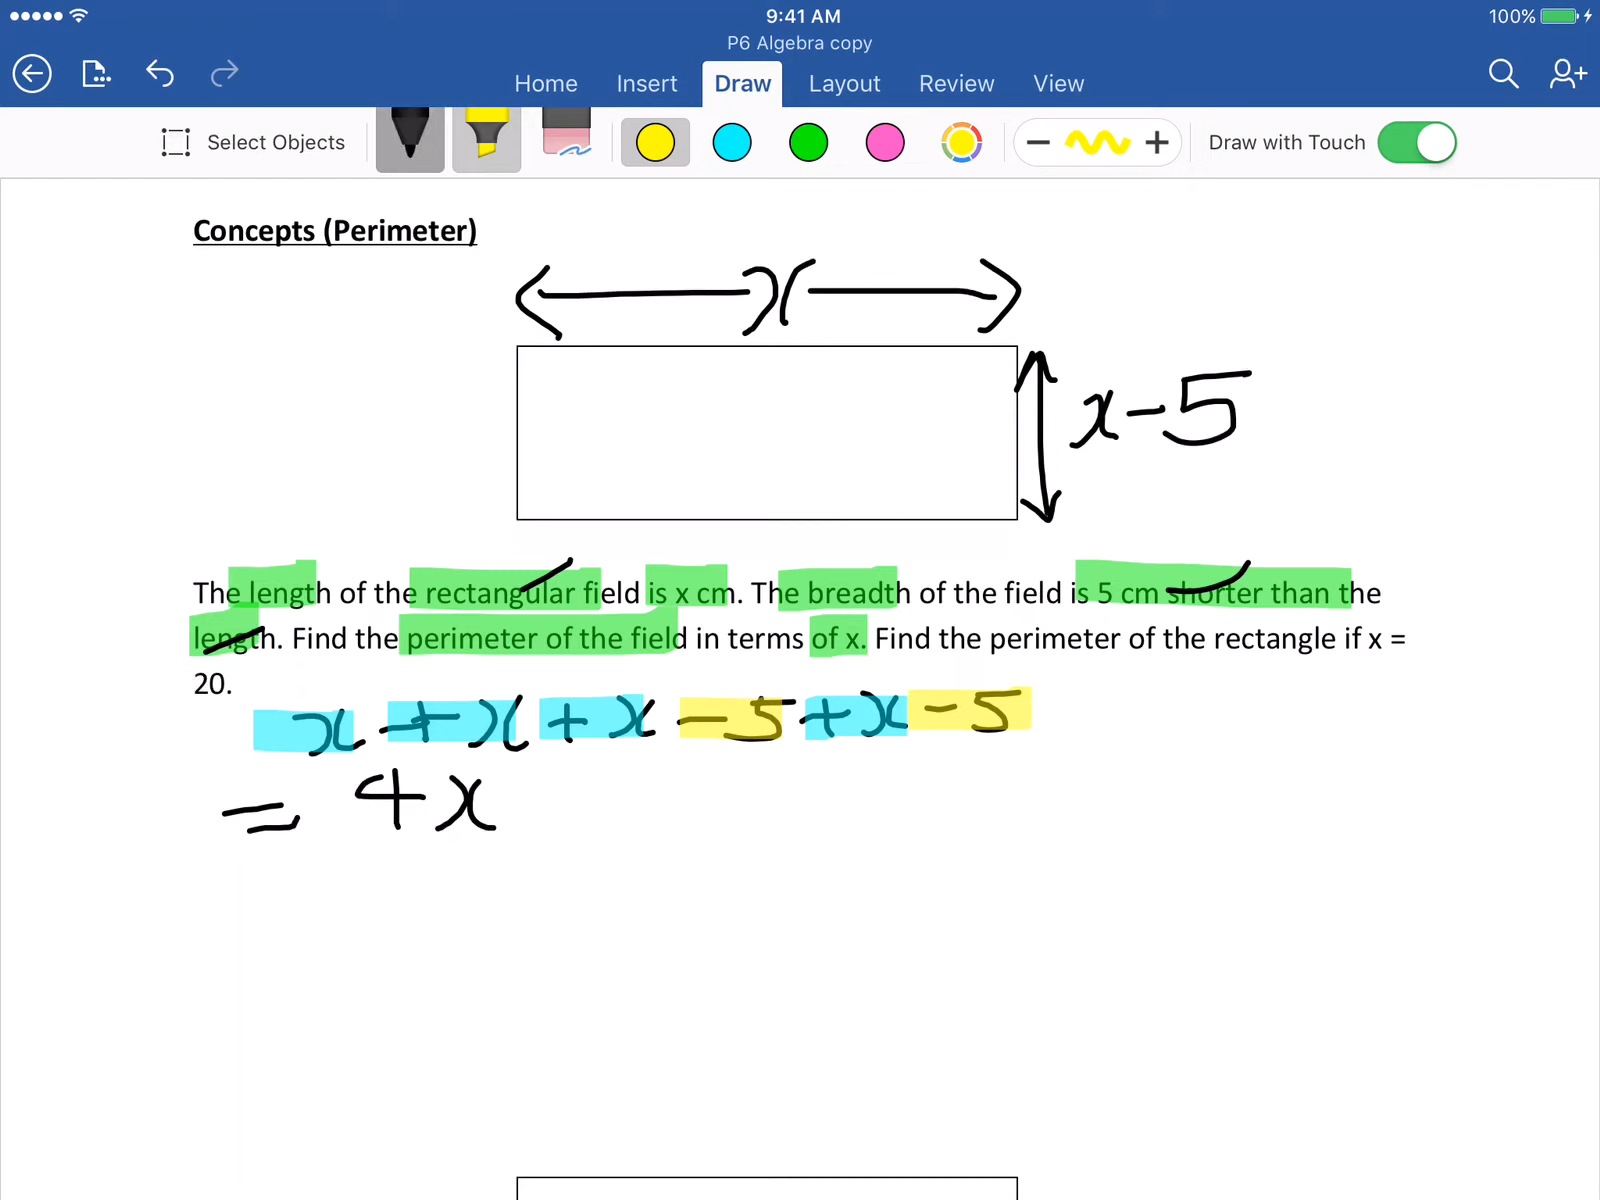 9:41 AM
100%
P6 Algebra copy
Home Insert Draw Layout Review View
Select Objects
Draw with Touch
Concepts (Perimeter)
x
x-5
The length of the rectangular field is x cm. The breadth of the field is 5 cm shorter than the
length. Find the perimeter of the field in terms of x. Find the perimeter of the rectangle if x =
20.
x + x + x - 5 + x - 5
= 4x